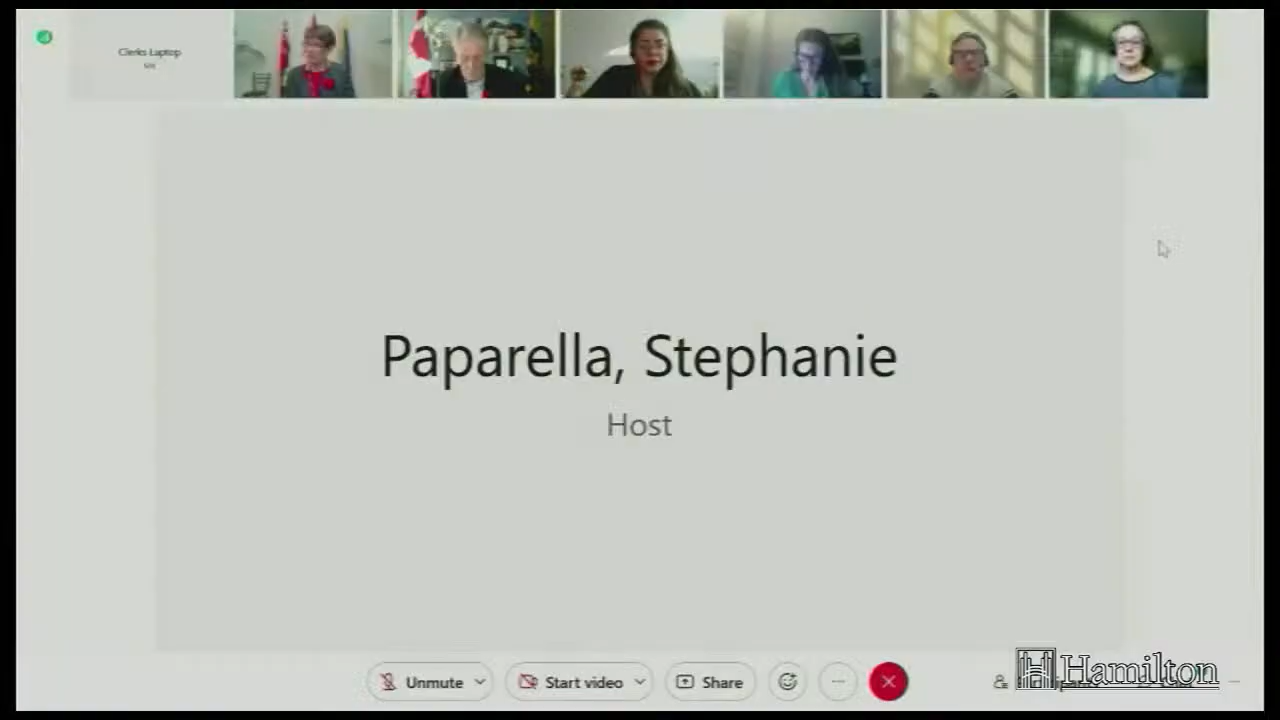 Clerks Laptop
Paparella, Stephanie
Host
Unmute
Start video
Share
Hamilton